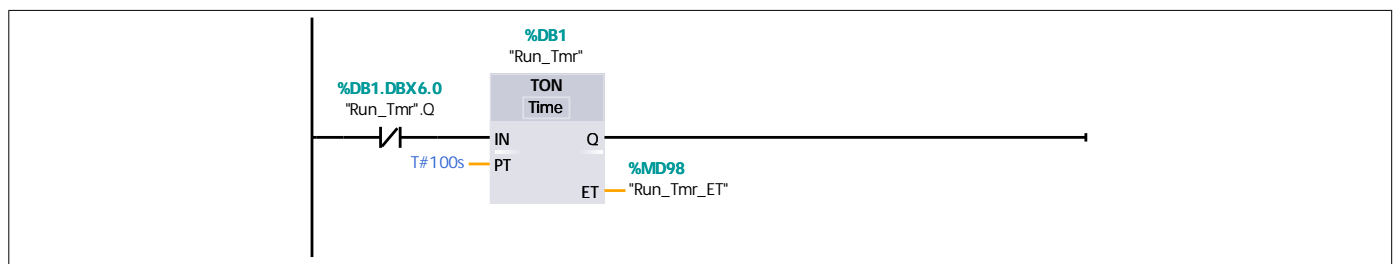 %DB1
"Run_Tmr"
%DB1.DBX6.0
"Run_Tmr".Q
TON
Time
IN
Q
T#100s
PT
%MD98
ET
"Run_Tmr_ET"